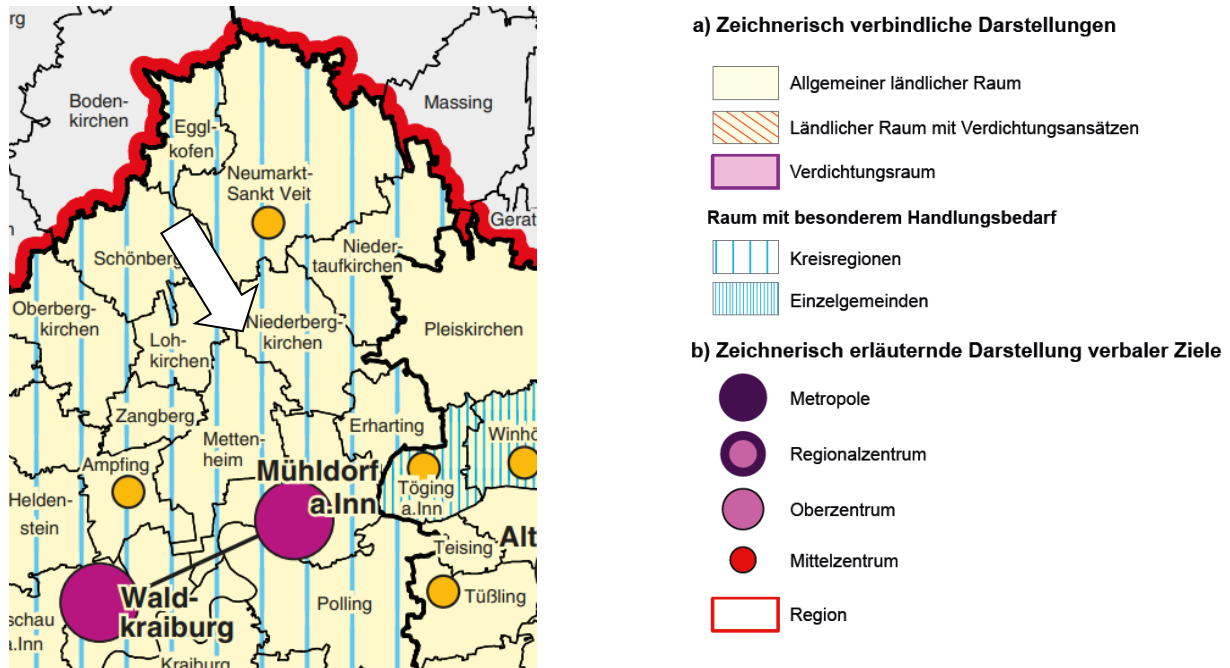 rg
Boden-
kirchen
Massing
Eggl-
kofen
Neumarkt-
Sankt Veit
Gerat
n
Schönberg
Nieder-
taufkirchen
Oberberg-
kirchen
Niederberg-
kirchen
Pleiskirchen
Loh-
kirchen
Zangberg
Erharting
Metten-
heim
Winhö
Ampfing
Mühldorf
a.Inn
Töging
a.Inn
Helden-
stein
Alt
Teising
Wald-
kraiburg
Polling
Tüßling
schau
a.Inn
Kraiburg
a) Zeichnerisch verbindliche Darstellungen
Allgemeiner ländlicher Raum
Ländlicher Raum mit Verdichtungsansätzen
Verdichtungsraum
Raum mit besonderem Handlungsbedarf
Kreisregionen
Einzelgemeinden
b) Zeichnerisch erläuternde Darstellung verbaler Ziele
Metropole
Regionalzentrum
Oberzentrum
Mittelzentrum
Region